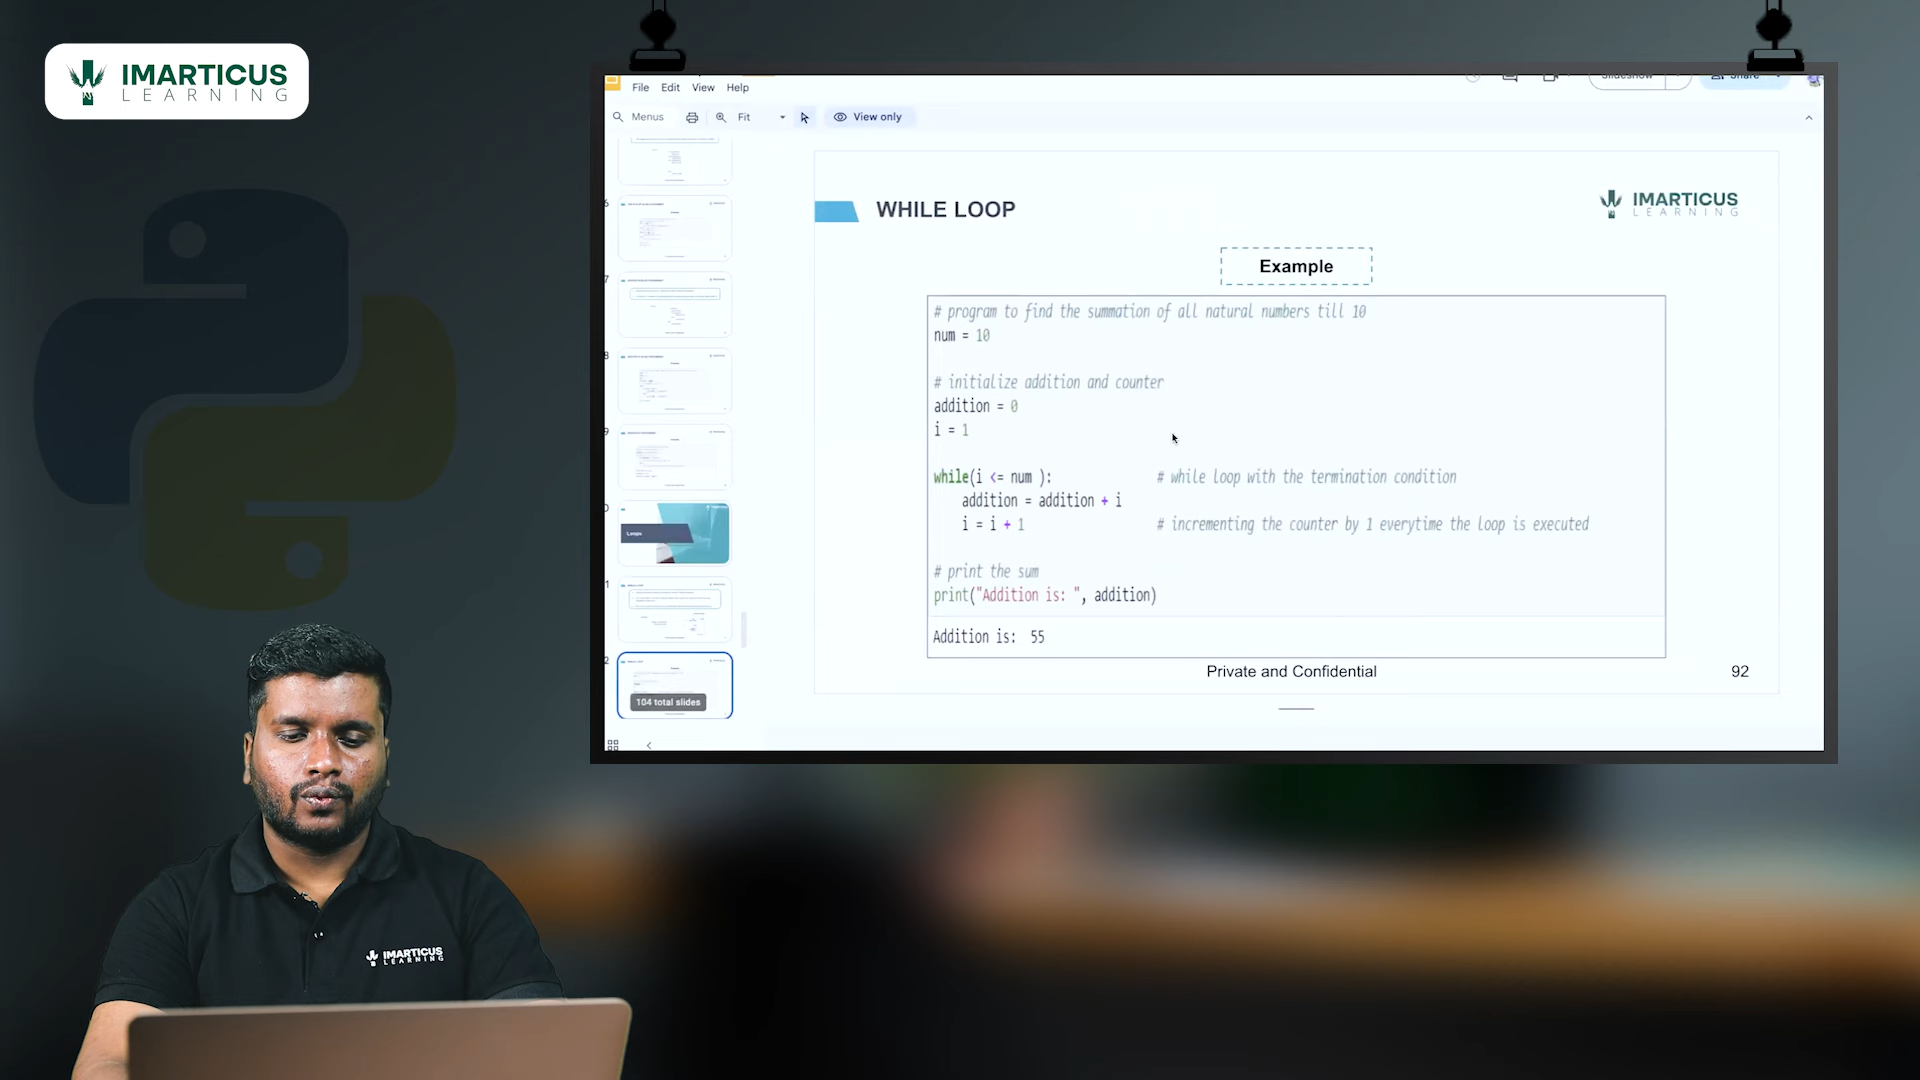 IMARTICUS
LEARNING
File Edit View Help
Slideshow
Share
Menus
Fit
View only
WHILE LOOP
IMARTICUS
LEARNING
Example
# program to find the summation of all natural numbers till 10
num = 10
# initialize addition and counter
addition = 0
i = 1
while(i <= num ): # while loop with the termination condition
addition = addition + i
i = i + 1 # incrementing the counter by 1 everytime the loop is executed
# print the sum
print("Addition is: ", addition)
Addition is: 55
Private and Confidential
92
Loops
104 total slides
IMARTICUS
LEARNING